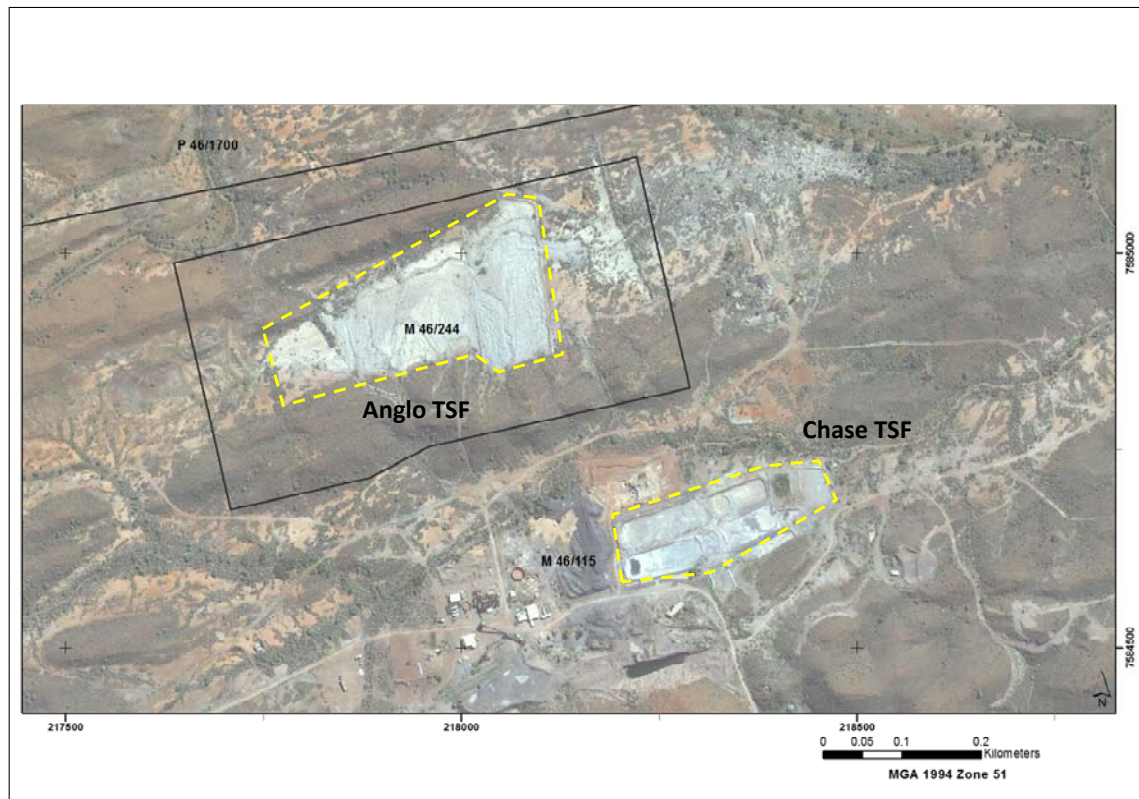 P 46/1700
7565000
M 46/244
Anglo TSF
Chase TSF
M 46/115
7564500
N
217500
218000
218500
0 0.05 0.1 0.2
Kilometers
MGA 1994 Zone 51